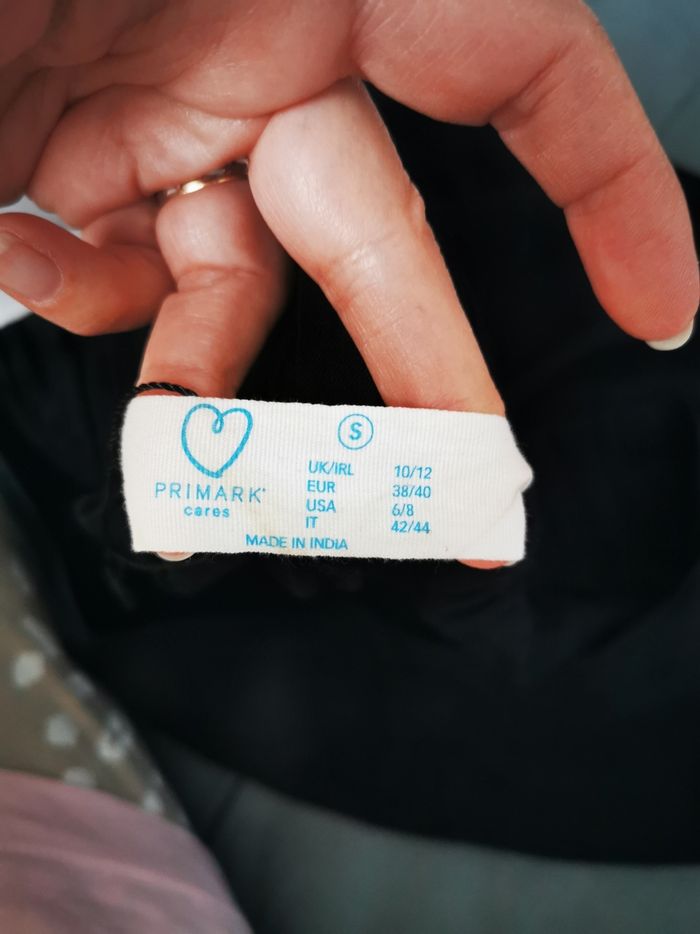 PRIMARK
cares
S
UK/IRL 10/12
EUR 38/40
USA 6/8
IT 42/44
MADE IN INDIA